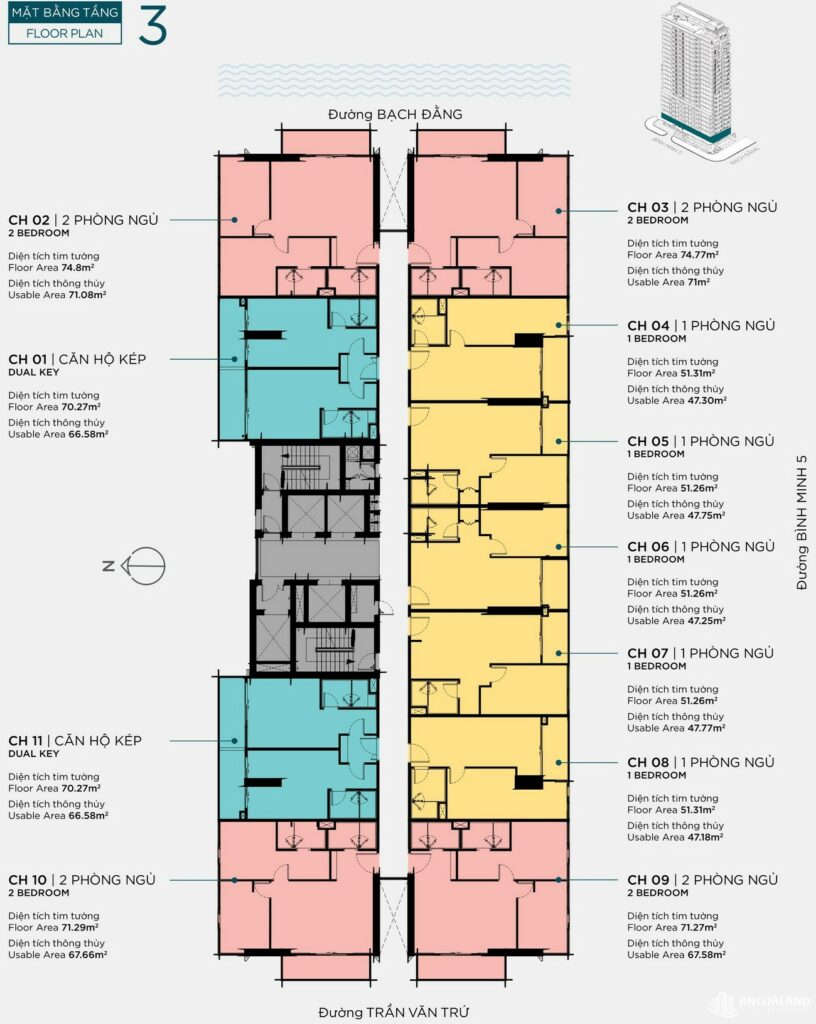 MẶT BẰNG TẦNG
FLOOR PLAN
3
BÌNH MINH 5
BẠCH ĐẰNG
Đường BẠCH ĐẰNG
CH 02 | 2 PHÒNG NGỦ
2 BEDROOM
Diện tích tim tường
Floor Area 74.8m²
Diện tích thông thủy
Usable Area 71.08m²
CH 01 | CĂN HỘ KÉP
DUAL KEY
Diện tích tim tường
Floor Area 70.27m²
Diện tích thông thủy
Usable Area 66.58m²
N
CH 11 | CĂN HỘ KÉP
DUAL KEY
Diện tích tim tường
Floor Area 70.27m²
Diện tích thông thủy
Usable Area 66.58m²
CH 10 | 2 PHÒNG NGỦ
2 BEDROOM
Diện tích tim tường
Floor Area 71.29m²
Diện tích thông thủy
Usable Area 67.66m²
CH 03 | 2 PHÒNG NGỦ
2 BEDROOM
Diện tích tim tường
Floor Area 74.77m²
Diện tích thông thủy
Usable Area 71m²
CH 04 | 1 PHÒNG NGỦ
1 BEDROOM
Diện tích tim tường
Floor Area 51.31m²
Diện tích thông thủy
Usable Area 47.30m²
CH 05 | 1 PHÒNG NGỦ
1 BEDROOM
Diện tích tim tường
Floor Area 51.26m²
Diện tích thông thủy
Usable Area 47.75m²
CH 06 | 1 PHÒNG NGỦ
1 BEDROOM
Diện tích tim tường
Floor Area 51.26m²
Diện tích thông thủy
Usable Area 47.25m²
CH 07 | 1 PHÒNG NGỦ
1 BEDROOM
Diện tích tim tường
Floor Area 51.26m²
Diện tích thông thủy
Usable Area 47.77m²
CH 08 | 1 PHÒNG NGỦ
1 BEDROOM
Diện tích tim tường
Floor Area 51.31m²
Diện tích thông thủy
Usable Area 47.18m²
CH 09 | 2 PHÒNG NGỦ
2 BEDROOM
Diện tích tim tường
Floor Area 71.27m²
Diện tích thông thủy
Usable Area 67.58m²
Đường BÌNH MINH 5
Đường TRẦN VĂN TRỨ
ANGIALAND